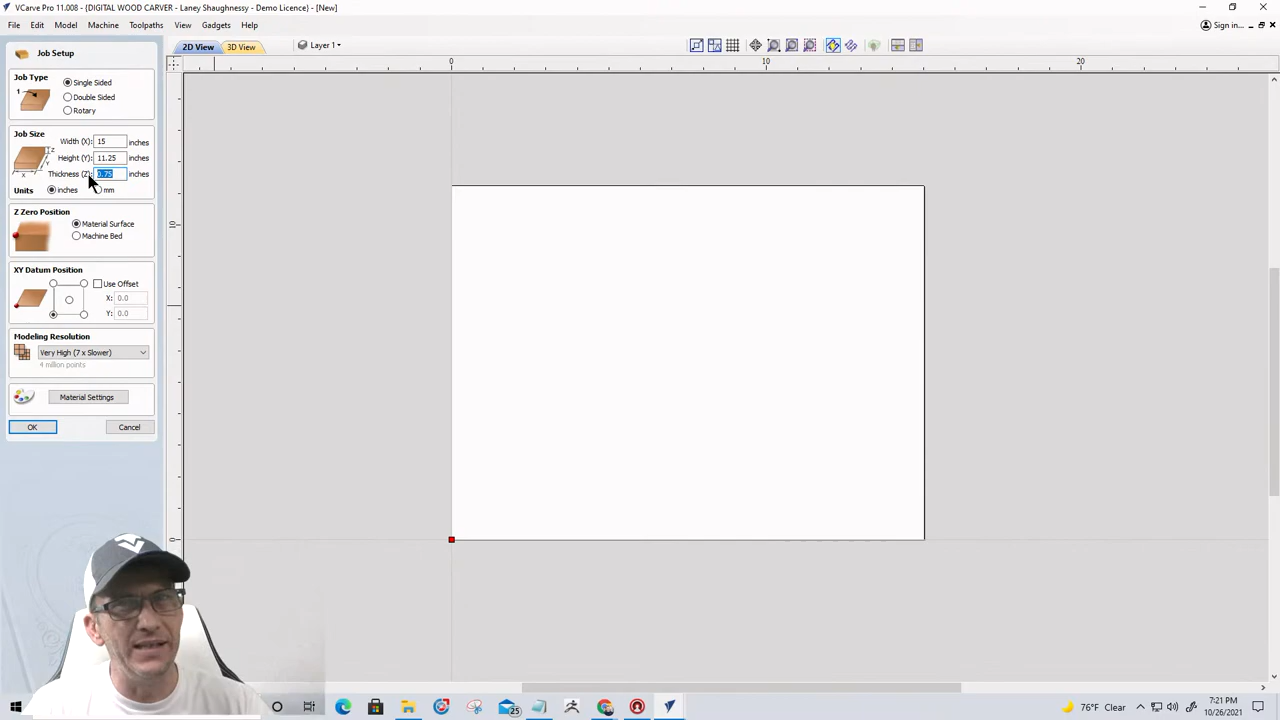 VCarve Pro 11.008 - {DIGITAL WOOD CARVER - Laney Shaughnessy - Demo Licence} - [New]
File Edit Model Machine Toolpaths View Gadgets Help
Sign in...
Job Setup
2D View 3D View Layer 1
Job Type
Single Sided
Double Sided
Rotary
0 10 20
Job Size
Width (X): 15 inches
Height (Y): 11.25 inches
Thickness (Z): 0.75 inches
Units inches mm
Z Zero Position
Material Surface
Machine Bed
10
XY Datum Position
Use Offset
X: 0.0
Y: 0.0
Modeling Resolution
Very High (7 x Slower)
4 million points
Material Settings
OK Cancel
0
25
76°F Clear
7:21 PM
10/26/2021